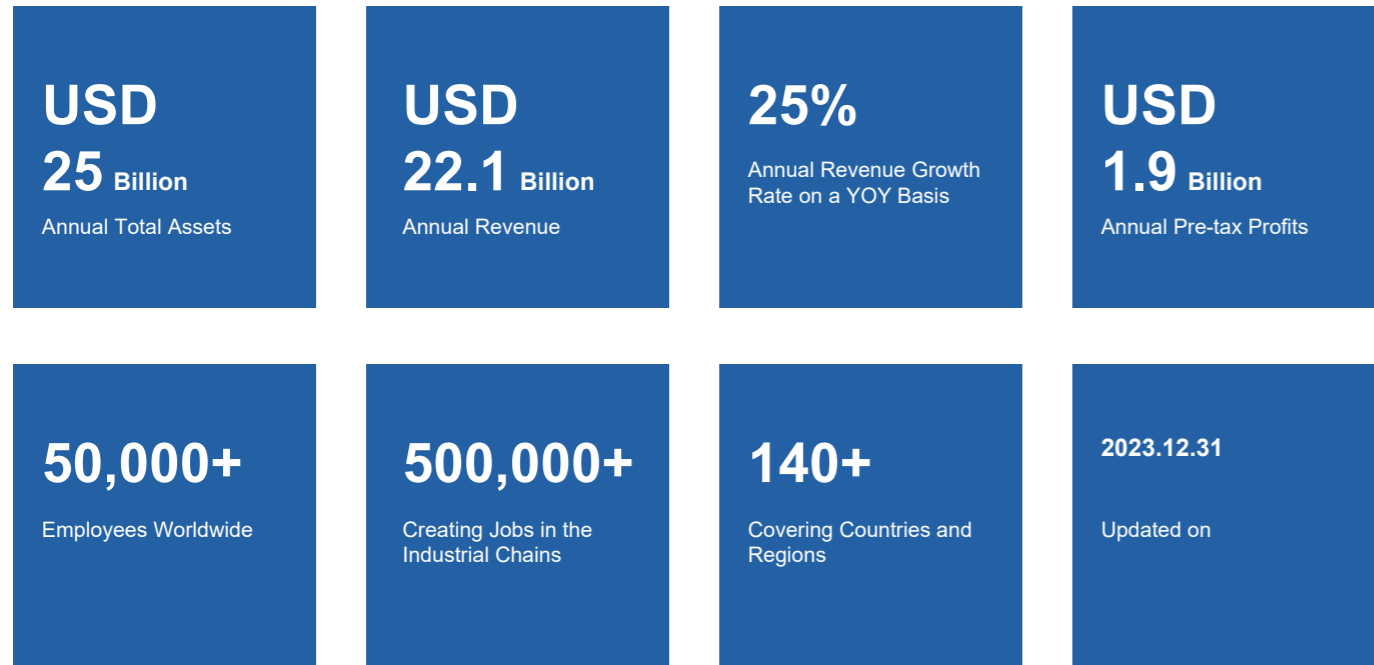 USD
25 Billion
Annual Total Assets
USD
22.1 Billion
Annual Revenue
25%
Annual Revenue Growth
Rate on a YOY Basis
USD
1.9 Billion
Annual Pre-tax Profits
50,000+
Employees Worldwide
500,000+
Creating Jobs in the
Industrial Chains
140+
Covering Countries and
Regions
2023.12.31
Updated on